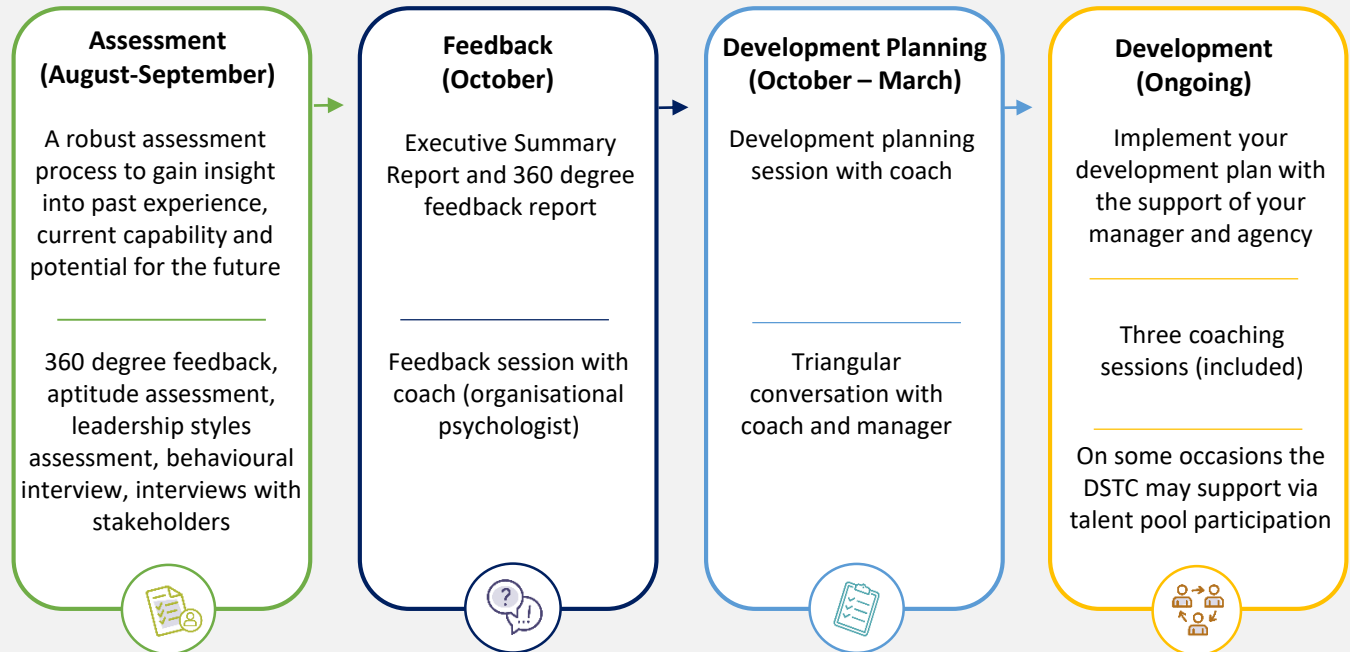 Assessment
(August-September)
A robust assessment
process to gain insight
into past experience,
current capability and
potential for the future
360 degree feedback,
aptitude assessment,
leadership styles
assessment, behavioural
interview, interviews with
stakeholders
Feedback
(October)
Executive Summary
Report and 360 degree
feedback report
Feedback session with
coach (organisational
psychologist)
? !
Development Planning
(October – March)
Development planning
session with coach
Triangular
conversation with
coach and manager
Development
(Ongoing)
Implement your
development plan with
the support of your
manager and agency
Three coaching
sessions (included)
On some occasions the
DSTC may support via
talent pool participation